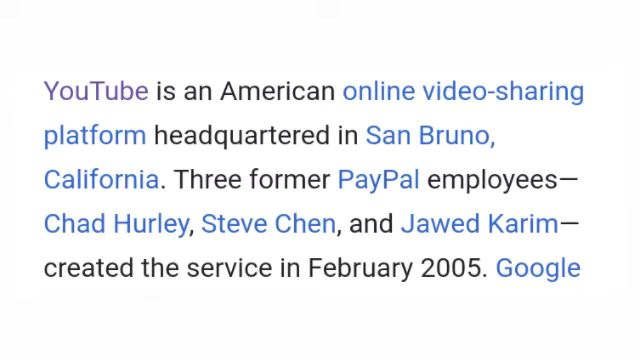 YouTube is an American online video-sharing
platform headquartered in San Bruno,
California. Three former PayPal employees—
Chad Hurley, Steve Chen, and Jawed Karim—
created the service in February 2005. Google